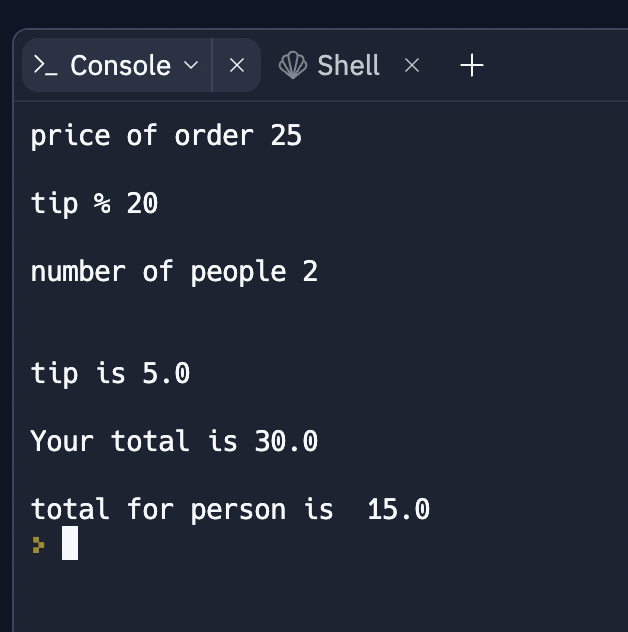 >_ Console
Shell
price of order 25
tip % 20
number of people 2
tip is 5.0
Your total is 30.0
total for person is  15.0